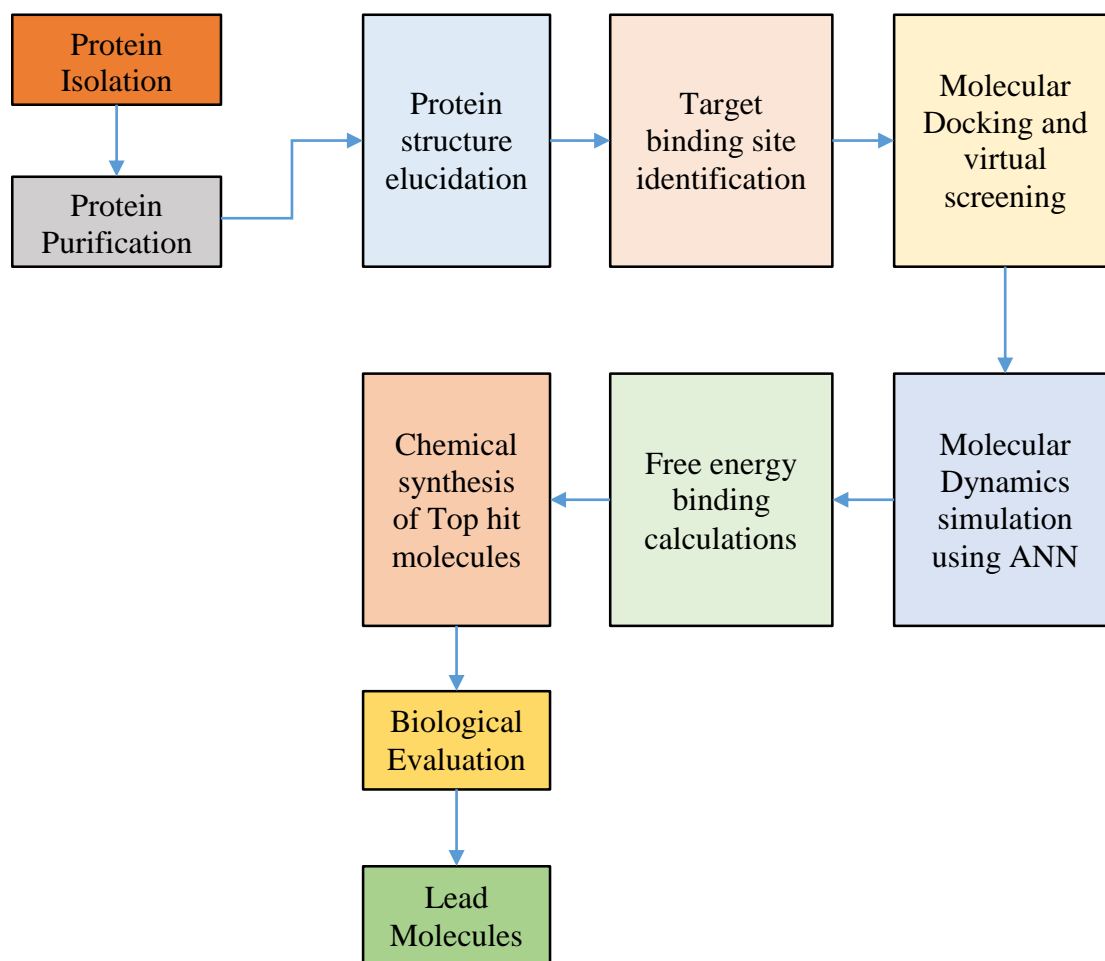 Protein
Isolation
Protein
Purification
Protein
structure
elucidation
Target
binding site
identification
Molecular
Docking and
virtual
screening
Molecular
Dynamics
simulation
using ANN
Free energy
binding
calculations
Chemical
synthesis
of Top hit
molecules
Biological
Evaluation
Lead
Molecules